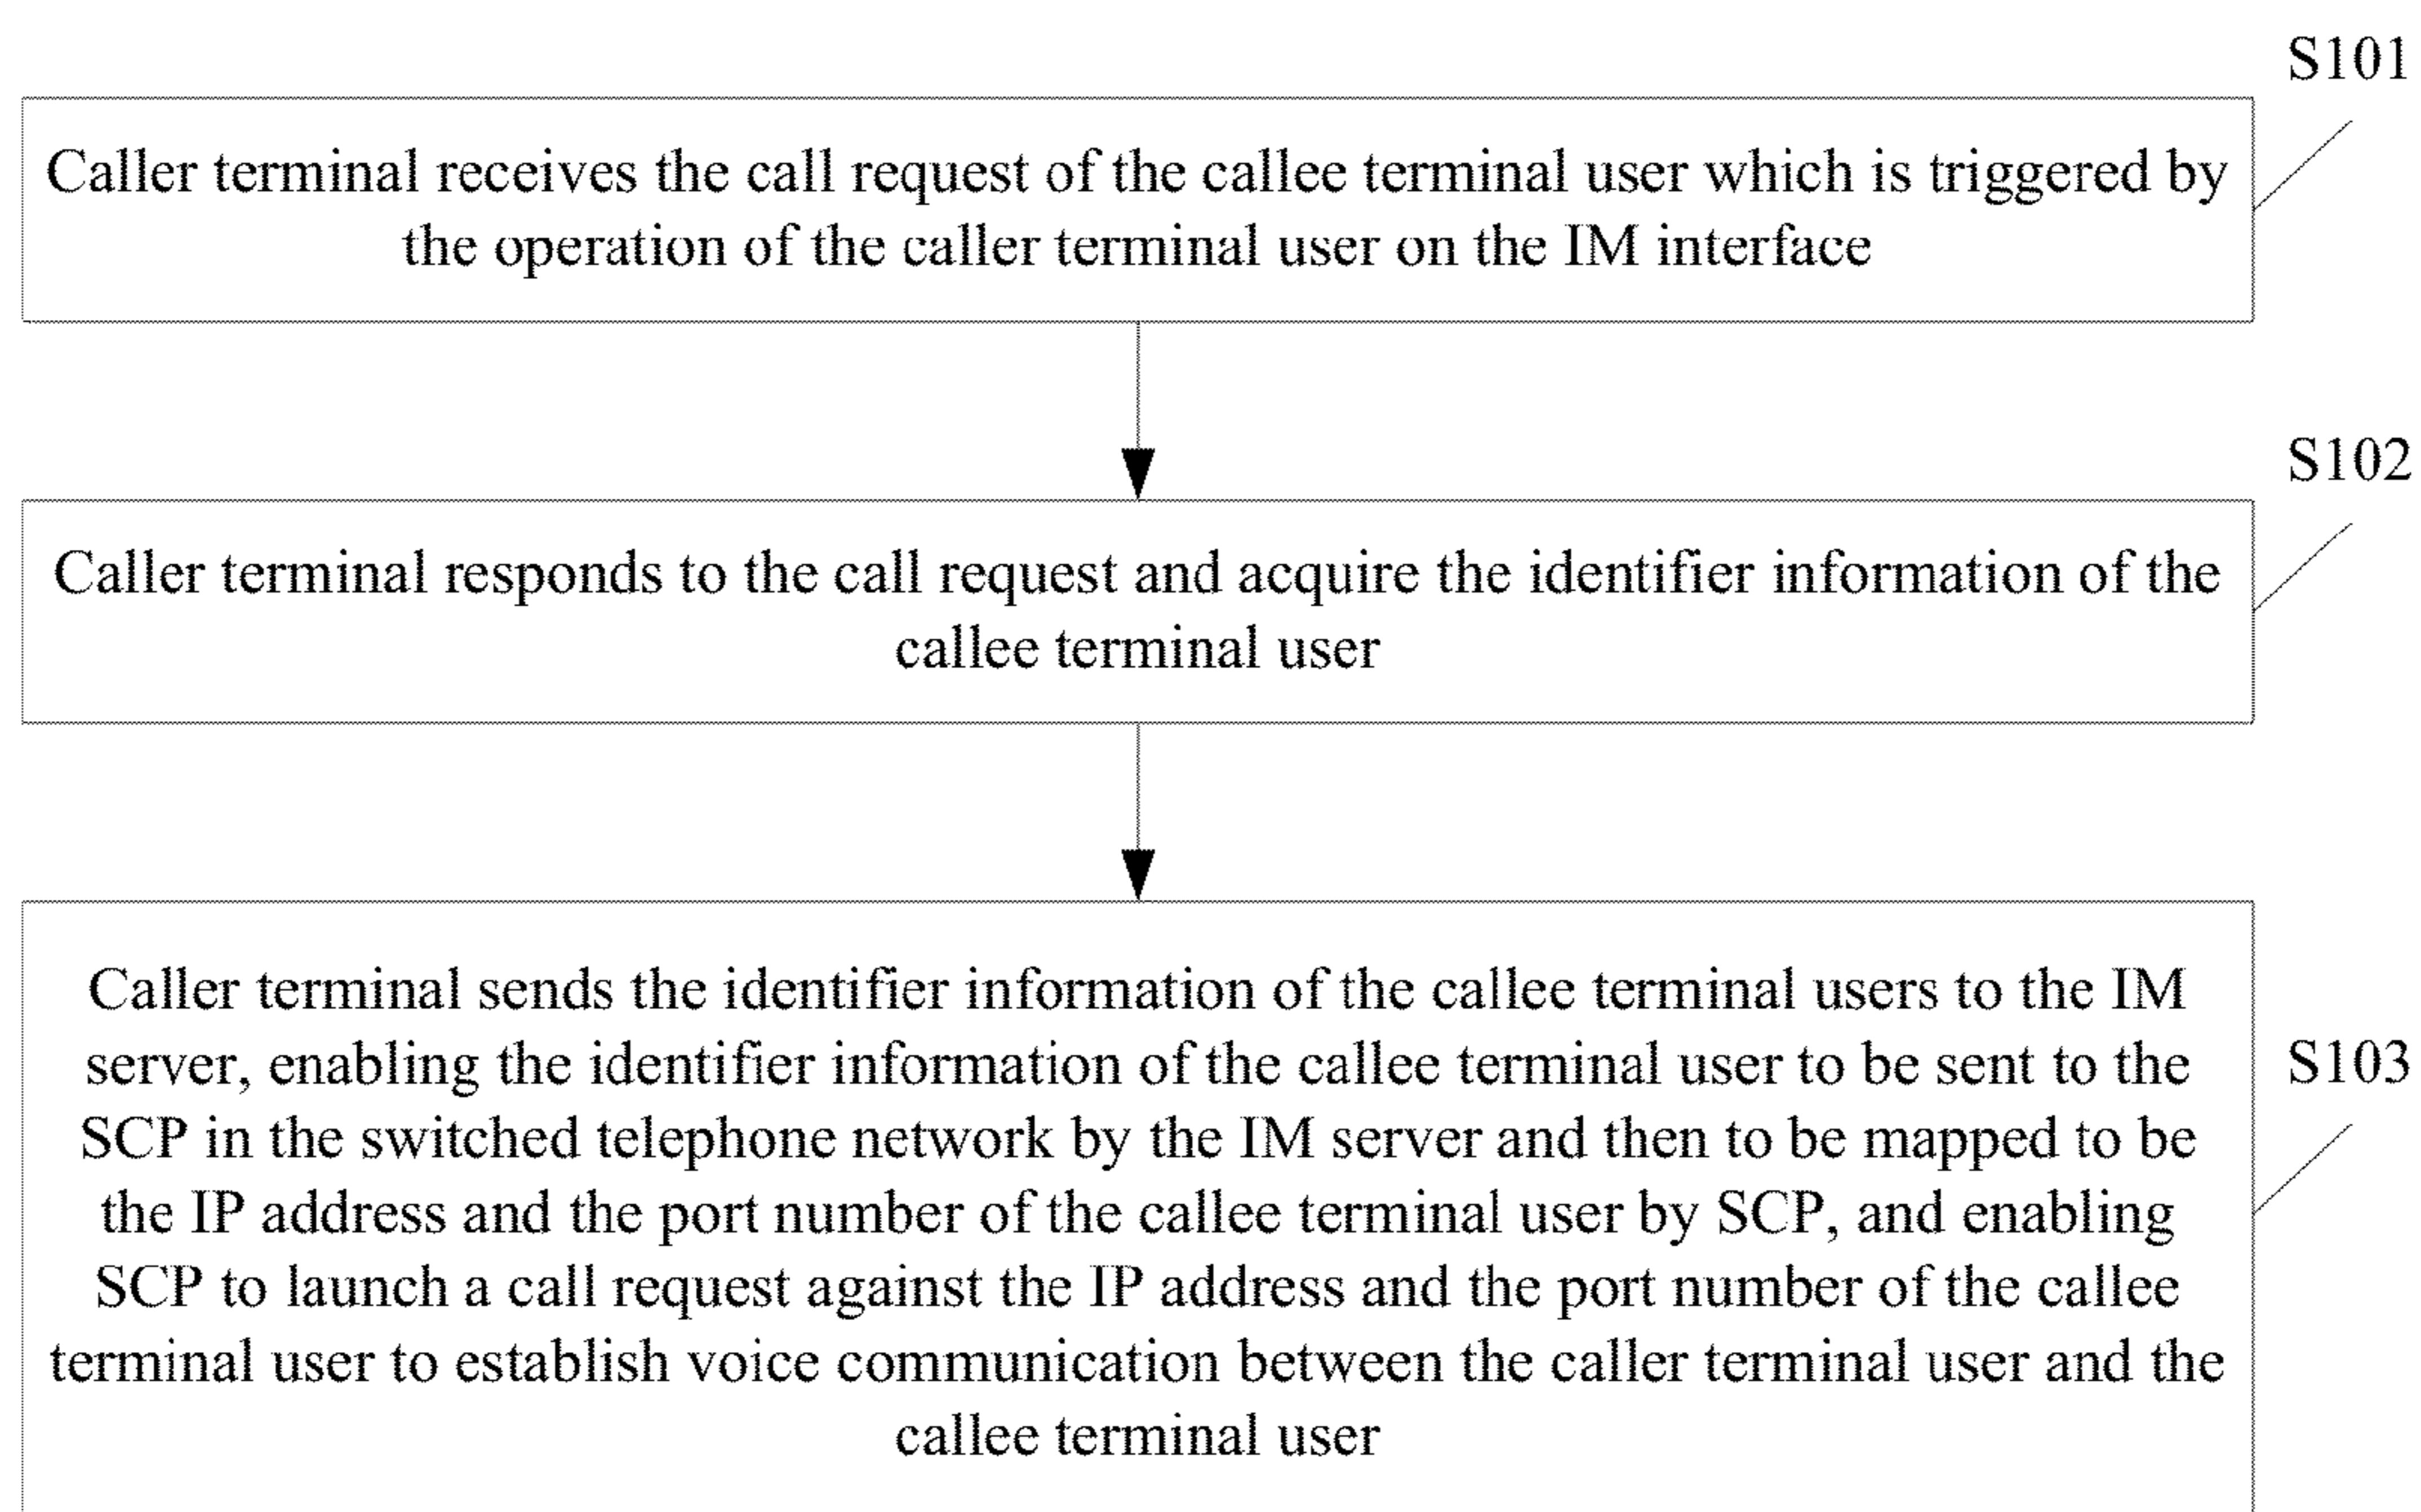 S101
Caller terminal receives the call request of the callee terminal user which is triggered by
the operation of the caller terminal user on the IM interface
S102
Caller terminal responds to the call request and acquire the identifier information of the
callee terminal user
Caller terminal sends the identifier information of the callee terminal users to the IM
server, enabling the identifier information of the callee terminal user to be sent to the
S103
SCP in the switched telephone network by the IM server and then to be mapped to be
the IP address and the port number of the callee terminal user by SCP, and enabling
SCP to launch a call request against the IP address and the port number of the callee
terminal user to establish voice communication between the caller terminal user and the
callee terminal user